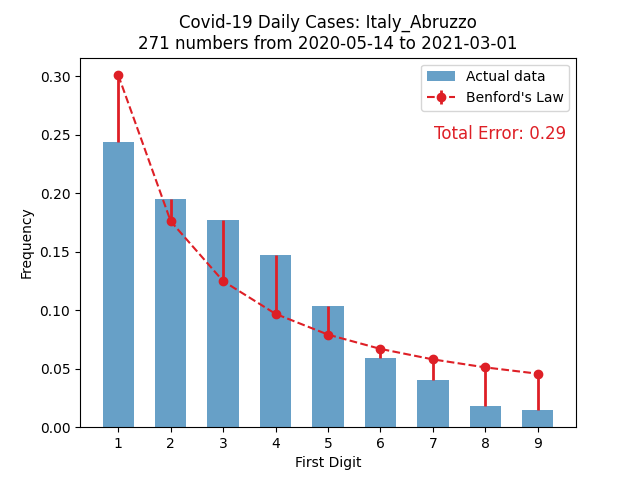 Covid-19 Daily Cases: Italy_Abruzzo
271 numbers from 2020-05-14 to 2021-03-01
Actual data
Benford's Law
Total Error: 0.29
Frequency
0.30
0.25
0.20
0.15
0.10
0.05
0.00
1 2 3 4 5 6 7 8 9
First Digit